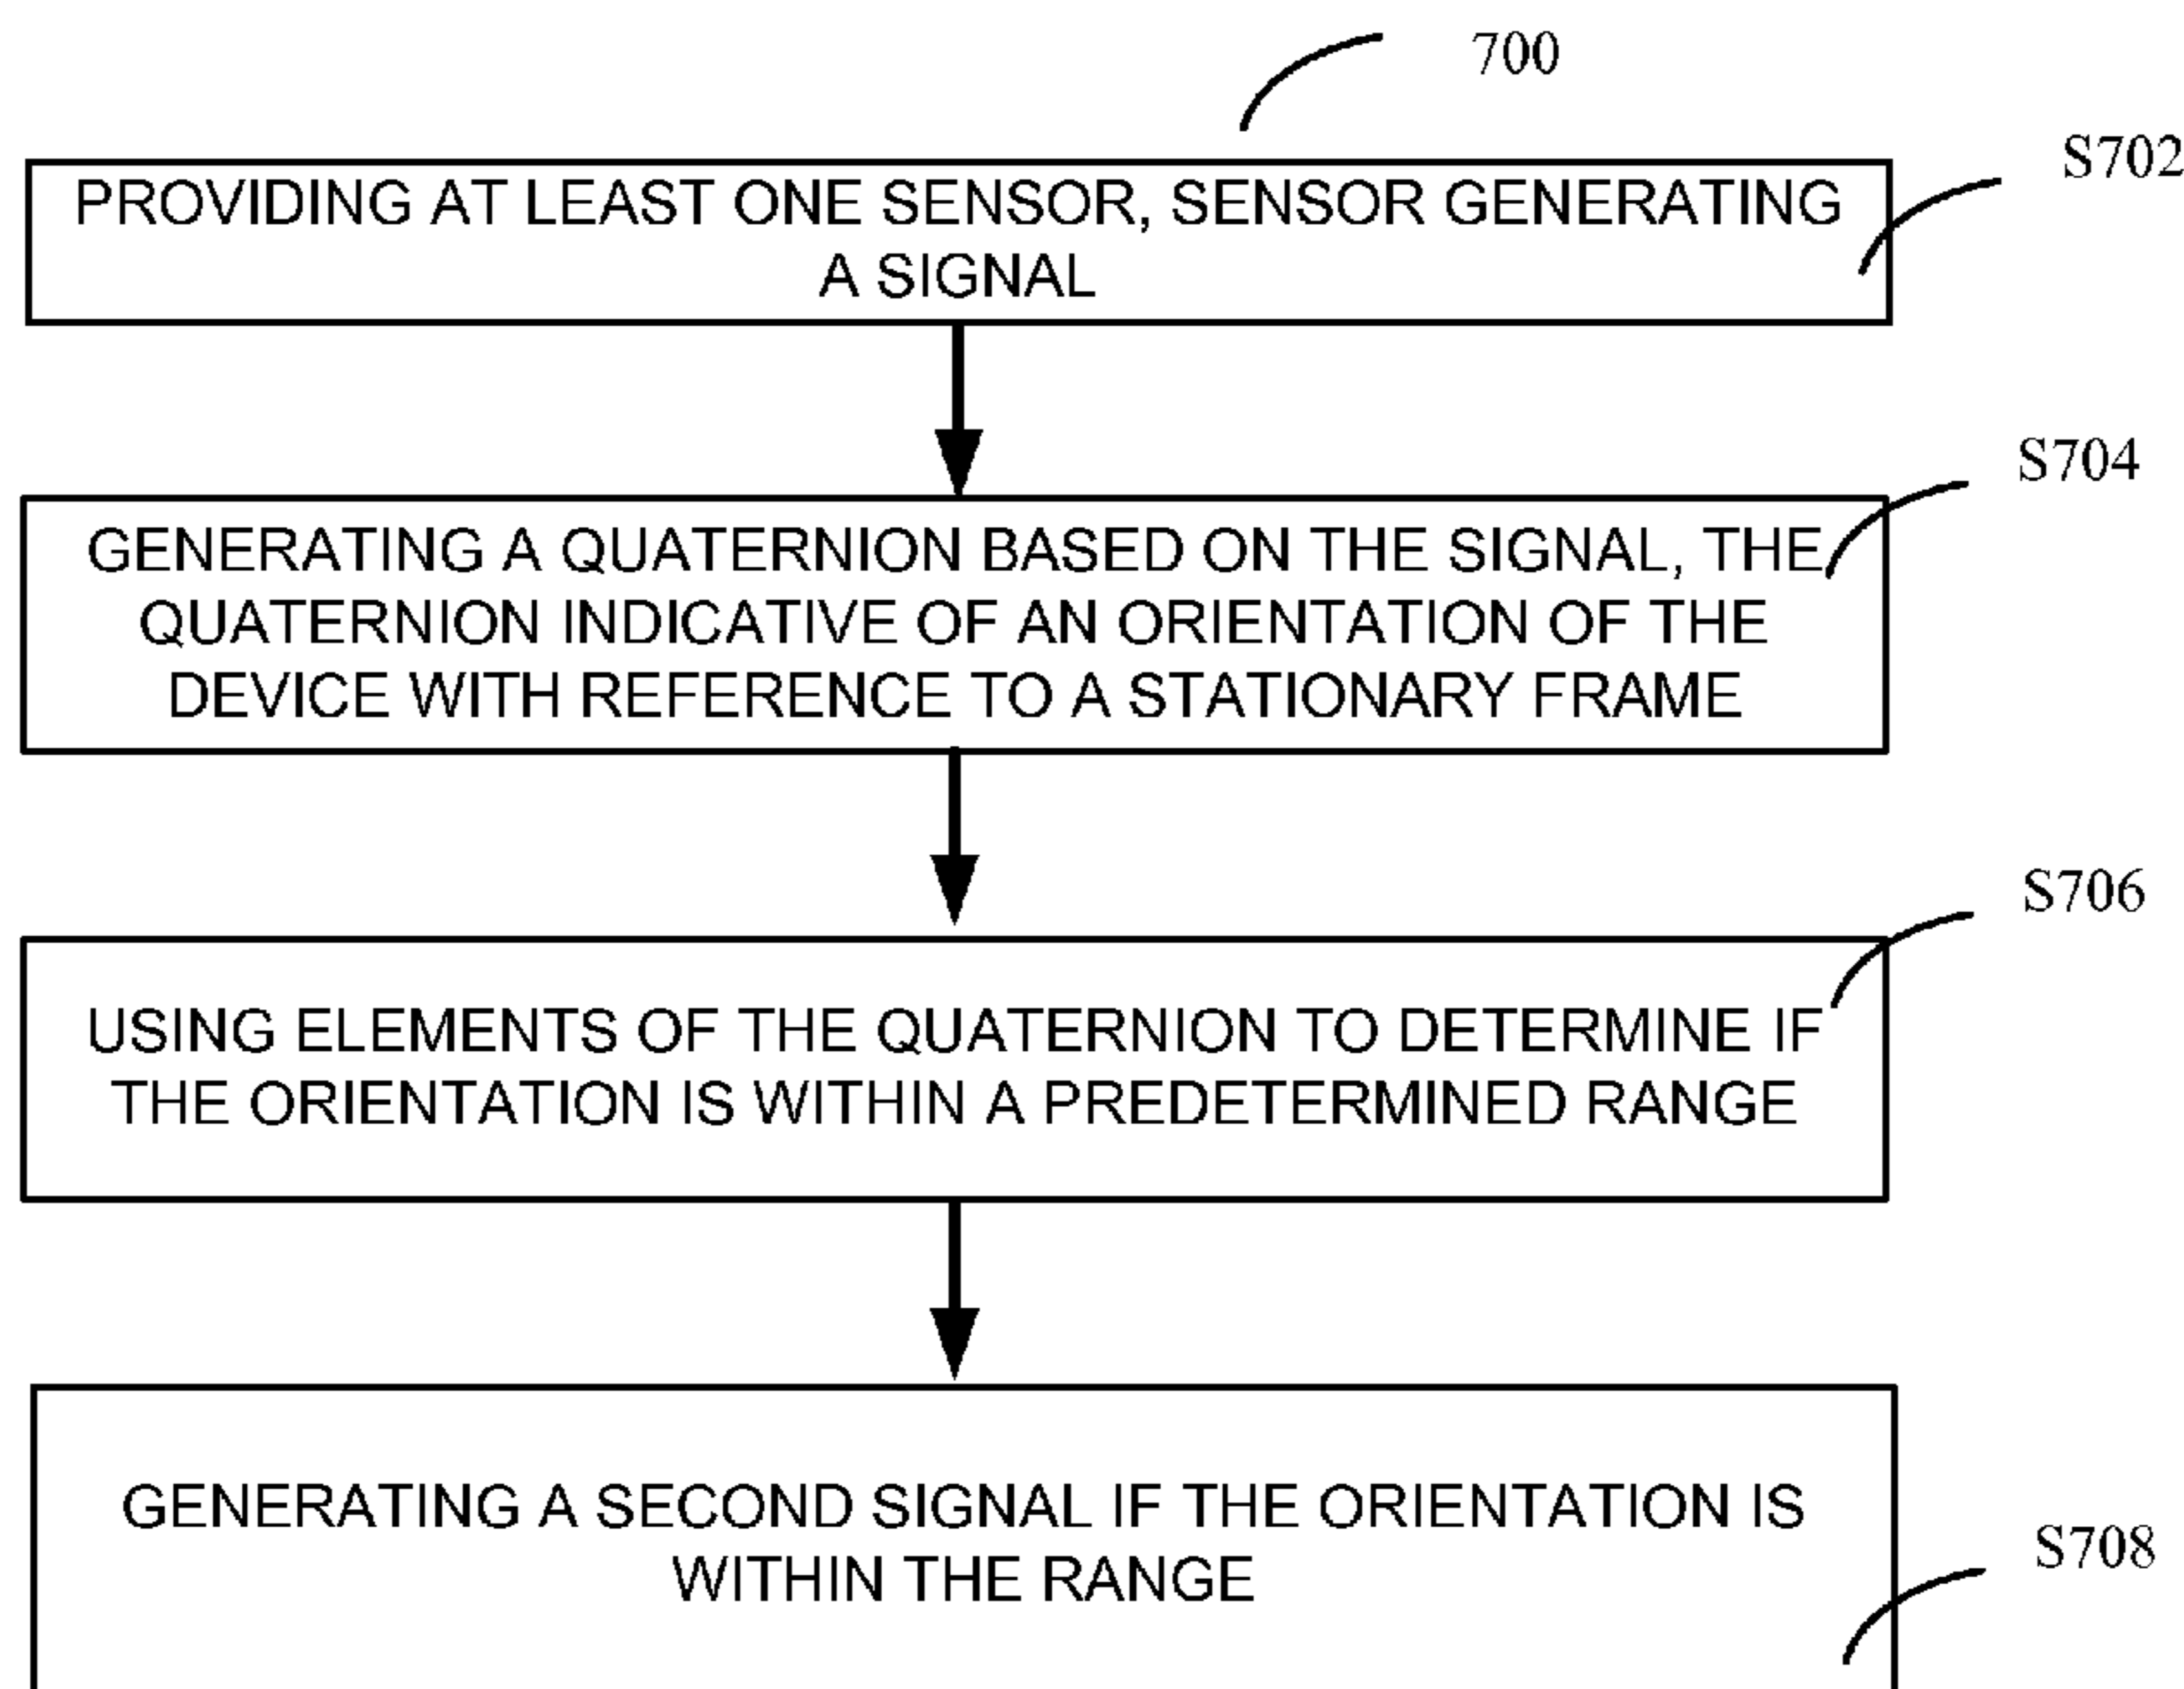 700
S702
PROVIDING AT LEAST ONE SENSOR, SENSOR GENERATING
A SIGNAL
S704
GENERATING A QUATERNION BASED ON THE SIGNAL, THE
QUATERNION INDICATIVE OF AN ORIENTATION OF THE
DEVICE WITH REFERENCE TO A STATIONARY FRAME
S706
USING ELEMENTS OF THE QUATERNION TO DETERMINE IF
THE ORIENTATION IS WITHIN A PREDETERMINED RANGE
GENERATING A SECOND SIGNAL IF THE ORIENTATION IS
WITHIN THE RANGE
S708